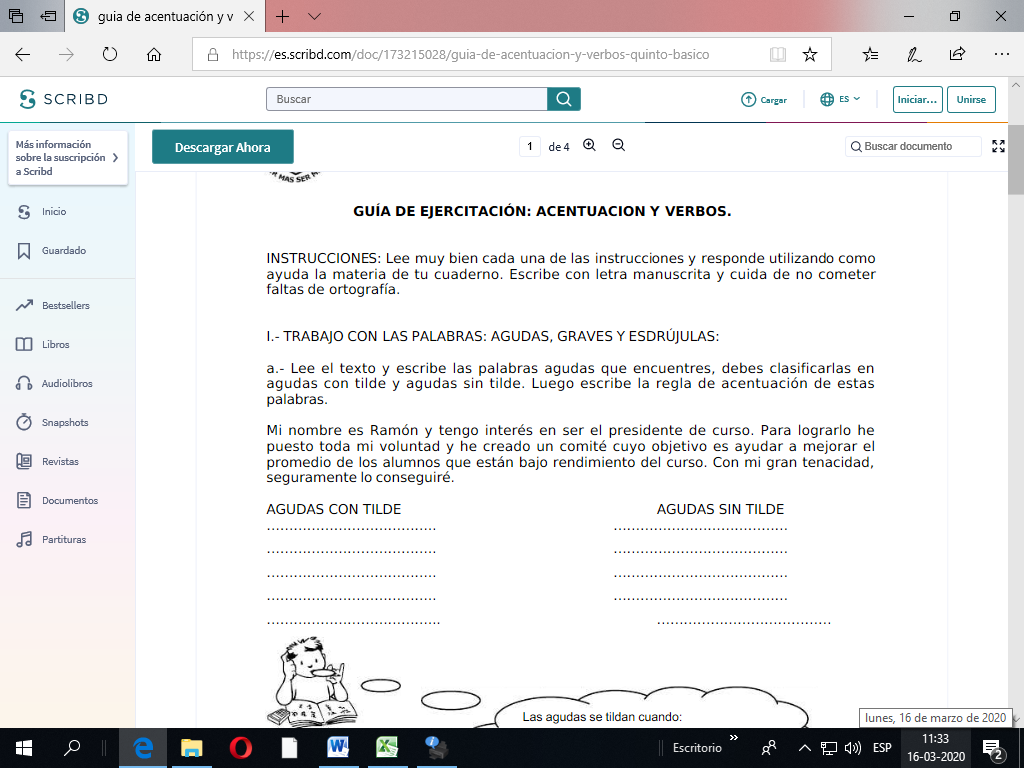 guia de acentuación y v
https://es.scribd.com/doc/173215028/guia-de-acentuacion-y-verbos-quinto-basico
SCRIBD
Buscar
Cargar
ES
Iniciar...
Unirse
Más información
sobre la suscripción
a Scribd
Descargar Ahora
1 de 4
Buscar documento
Inicio
Guardado
Bestsellers
Libros
Audiolibros
Snapshots
Revistas
Documentos
Partituras
GUÍA DE EJERCITACIÓN: ACENTUACION Y VERBOS.
INSTRUCCIONES: Lee muy bien cada una de las instrucciones y responde utilizando como
ayuda la materia de tu cuaderno. Escribe con letra manuscrita y cuida de no cometer
faltas de ortografía.
I.- TRABAJO CON LAS PALABRAS: AGUDAS, GRAVES Y ESDRÚJULAS:
a.- Lee el texto y escribe las palabras agudas que encuentres, debes clasificarlas en
agudas con tilde y agudas sin tilde. Luego escribe la regla de acentuación de estas
palabras.
Mi nombre es Ramón y tengo interés en ser el presidente de curso. Para lograrlo he
puesto toda mi voluntad y he creado un comité cuyo objetivo es ayudar a mejorar el
promedio de los alumnos que están bajo rendimiento del curso. Con mi gran tenacidad,
seguramente lo conseguiré.
AGUDAS CON TILDE AGUDAS SIN TILDE
...................................... .......................................
...................................... .......................................
...................................... .......................................
...................................... .......................................
....................................... .......................................
Las agudas se tildan cuando:
lunes, 16 de marzo de 2020
Escritorio
ESP
11:33
16-03-2020
2